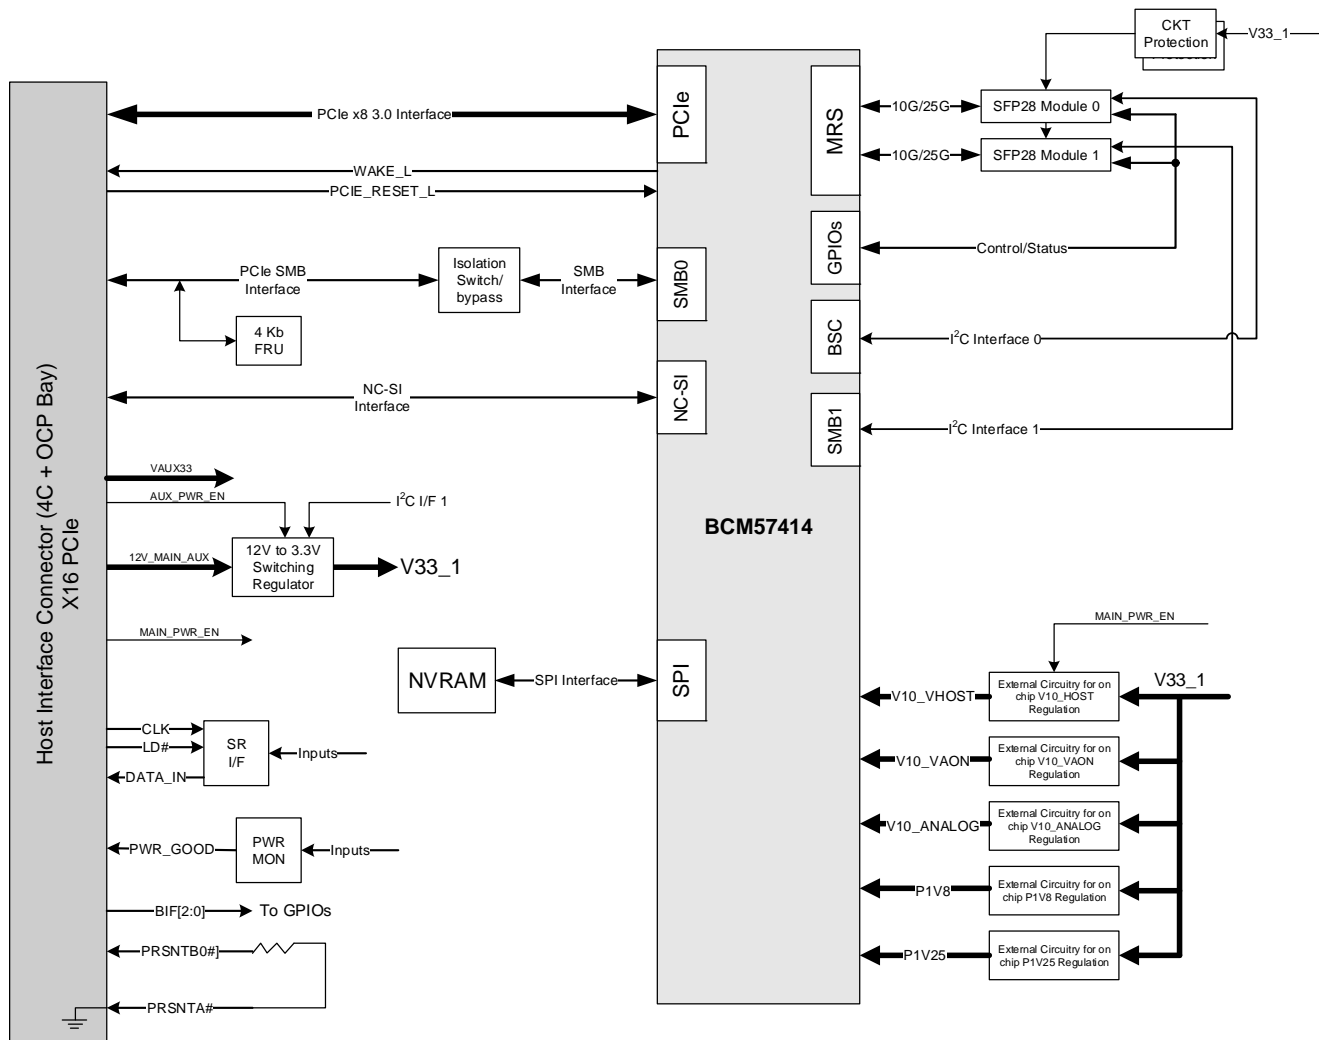 CKT
Protection
V33_1
PCIe x8 3.0 Interface
PCIe
MRS
10G/25G
SFP28 Module 0
10G/25G
SFP28 Module 1
WAKE_L
PCIE_RESET_L
GPIOs
Control/Status
PCIe SMB
Interface
Isolation
Switch/
bypass
SMB
Interface
SMB0
4 Kb
FRU
BSC
I²C Interface 0
NC-SI
Interface
NC-SI
SMB1
I²C Interface 1
Host Interface Connector (4C + OCP Bay)
X16 PCIe
VAUX33
AUX_PWR_EN
I²C I/F 1
12V_MAIN_AUX
12V to 3.3V
Switching
Regulator
V33_1
BCM57414
MAIN_PWR_EN
NVRAM
SPI Interface
SPI
MAIN_PWR_EN
V33_1
V10_VHOST
External Circuitry for on
chip V10_HOST
Regulation
V10_VAON
External Circuitry for on
chip V10_VAON
Regulation
V10_ANALOG
External Circuitry for on
chip V10_ANALOG
Regulation
P1V8
External Circuitry for on
chip P1V8 Regulation
P1V25
External Circuitry for on
chip P1V25 Regulation
CLK
LD#
DATA_IN
SR
I/F
Inputs
PWR_GOOD
PWR
MON
Inputs
BIF[2:0]
To GPIOs
PRSNTB0#]
PRSNTA#